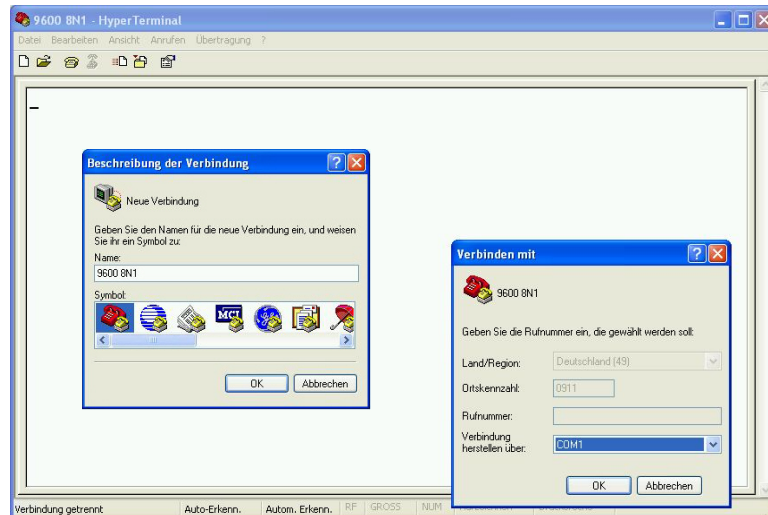 9600 8N1 - HyperTerminal
Datei Bearbeiten Ansicht Anrufen Übertragung ?
Beschreibung der Verbindung
Neue Verbindung
Geben Sie den Namen für die neue Verbindung ein, und weisen
Sie ihr ein Symbol zu:
Name:
9600 8N1
Symbol:
MCI
OK Abbrechen
Verbinden mit
9600 8N1
Geben Sie die Rufnummer ein, die gewählt werden soll:
Land/Region: Deutschland (49)
Ortskennzahl: 0911
Rufnummer:
Verbindung
herstellen über: COM1
OK Abbrechen
Verbindung getrennt Auto-Erkenn. Autom. Erkenn. RF GROSS NUM